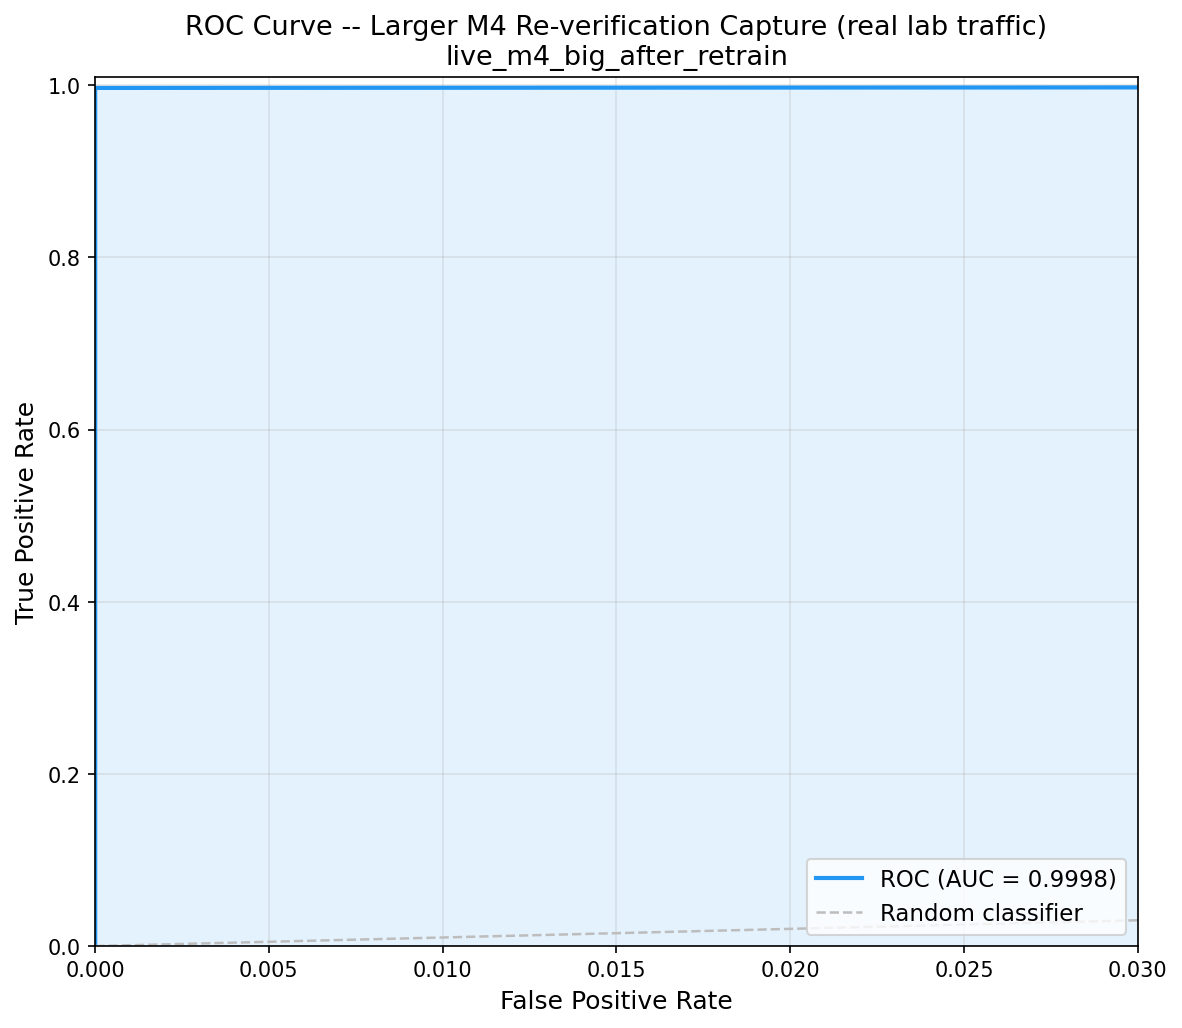 ROC Curve -- Larger M4 Re-verification Capture (real lab traffic)
live_m4_big_after_retrain
True Positive Rate
1.0
0.8
0.6
0.4
0.2
0.0
ROC (AUC = 0.9998)
Random classifier
0.000 0.005 0.010 0.015 0.020 0.025 0.030
False Positive Rate